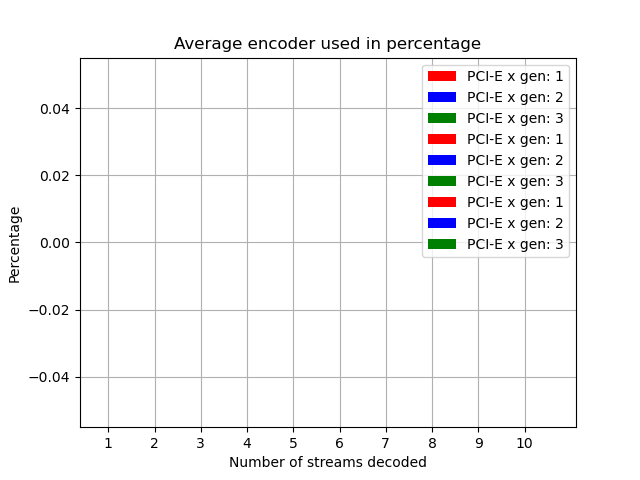 Average encoder used in percentage
PCI-E x gen: 1
PCI-E x gen: 2
PCI-E x gen: 3
PCI-E x gen: 1
PCI-E x gen: 2
PCI-E x gen: 3
PCI-E x gen: 1
PCI-E x gen: 2
PCI-E x gen: 3
0.04
0.02
0.00
−0.02
−0.04
Percentage
1 2 3 4 5 6 7 8 9 10
Number of streams decoded